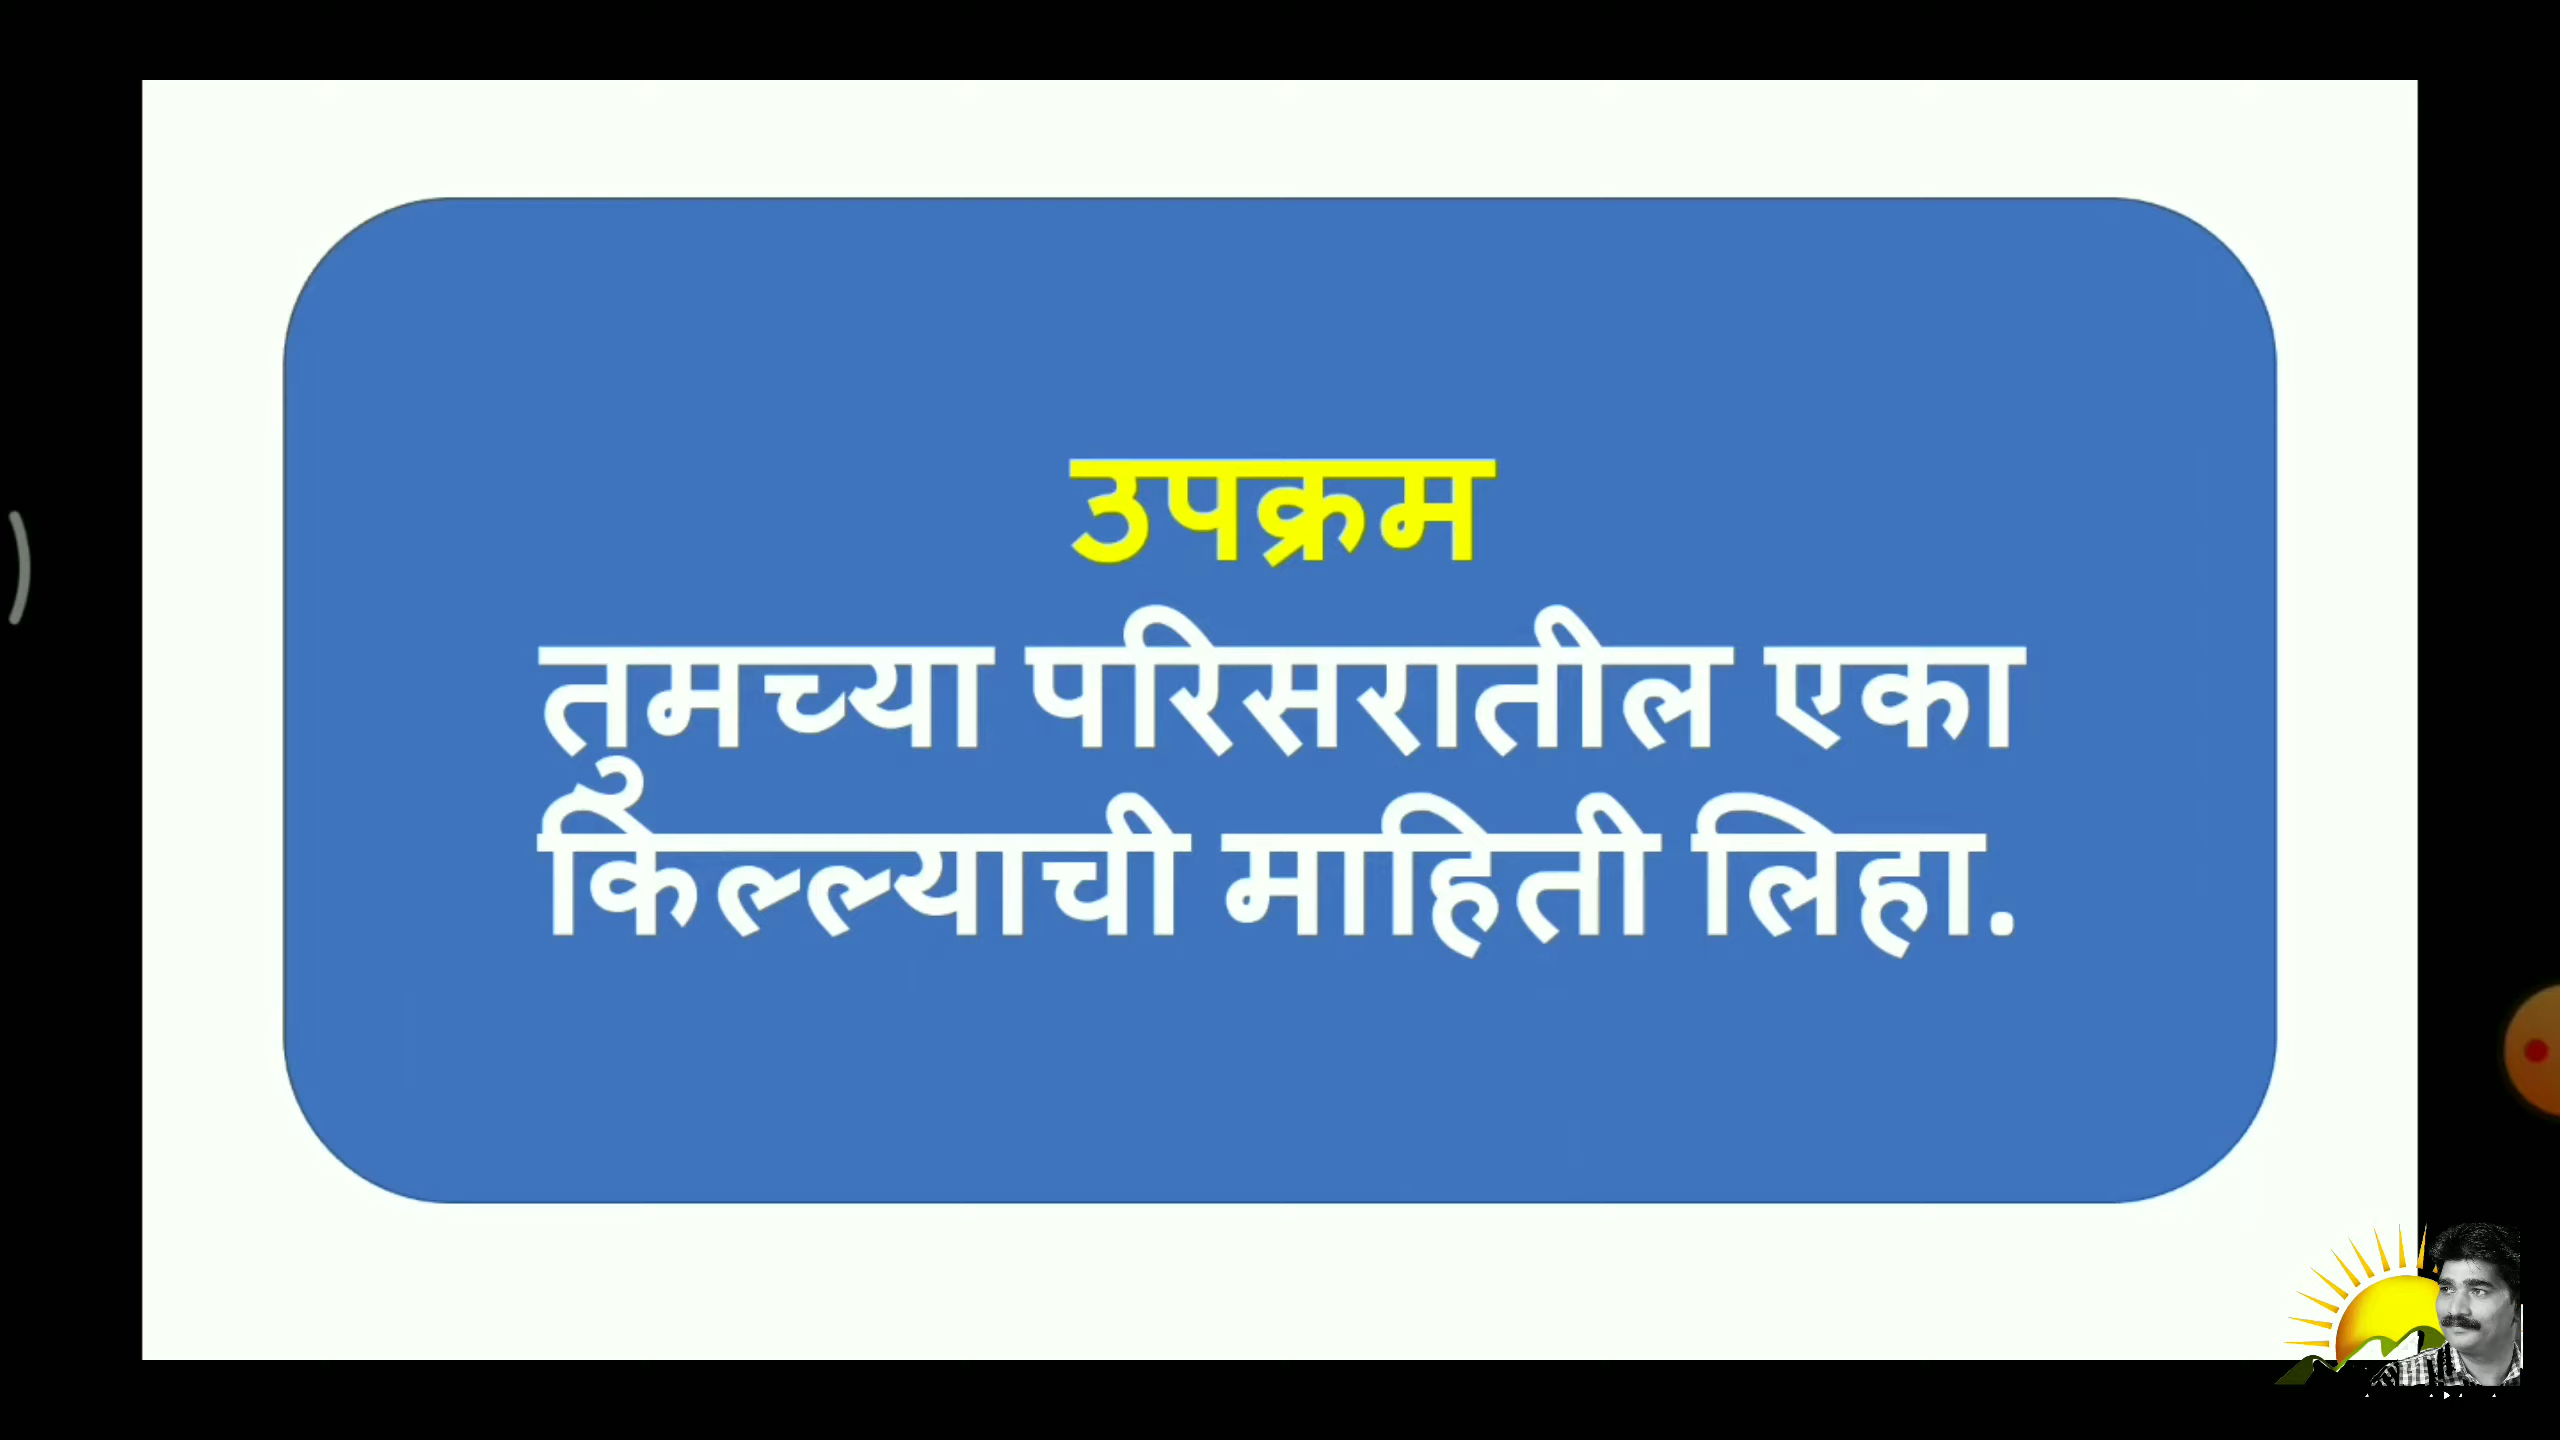 उपक्रम
तुमच्या परिसरातील एका
किल्ल्याची माहिती लिहा.